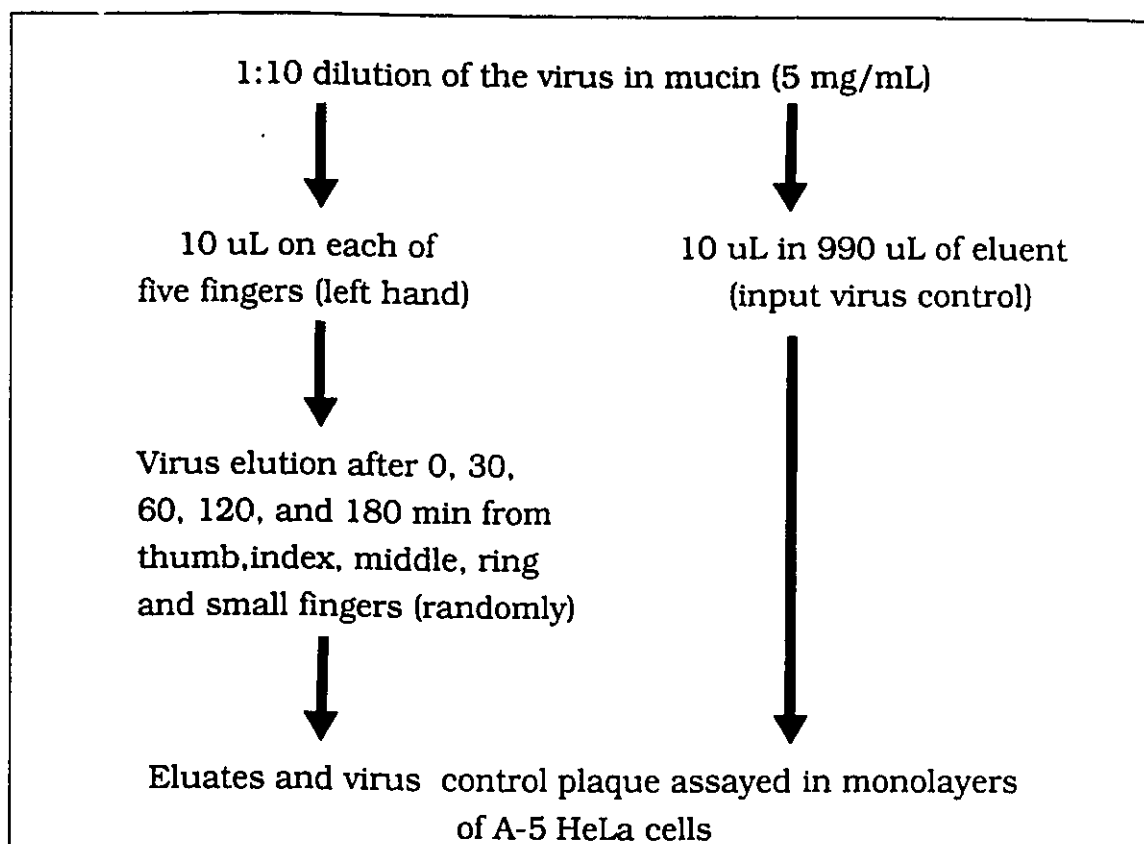 1:10 dilution of the virus in mucin (5 mg/mL)
10 uL on each of
five fingers (left hand)
10 uL in 990 uL of eluent
(input virus control)
Virus elution after 0, 30,
60, 120, and 180 min from
thumb,index, middle, ring
and small fingers (randomly)
Eluates and virus control plaque assayed in monolayers
of A-5 HeLa cells